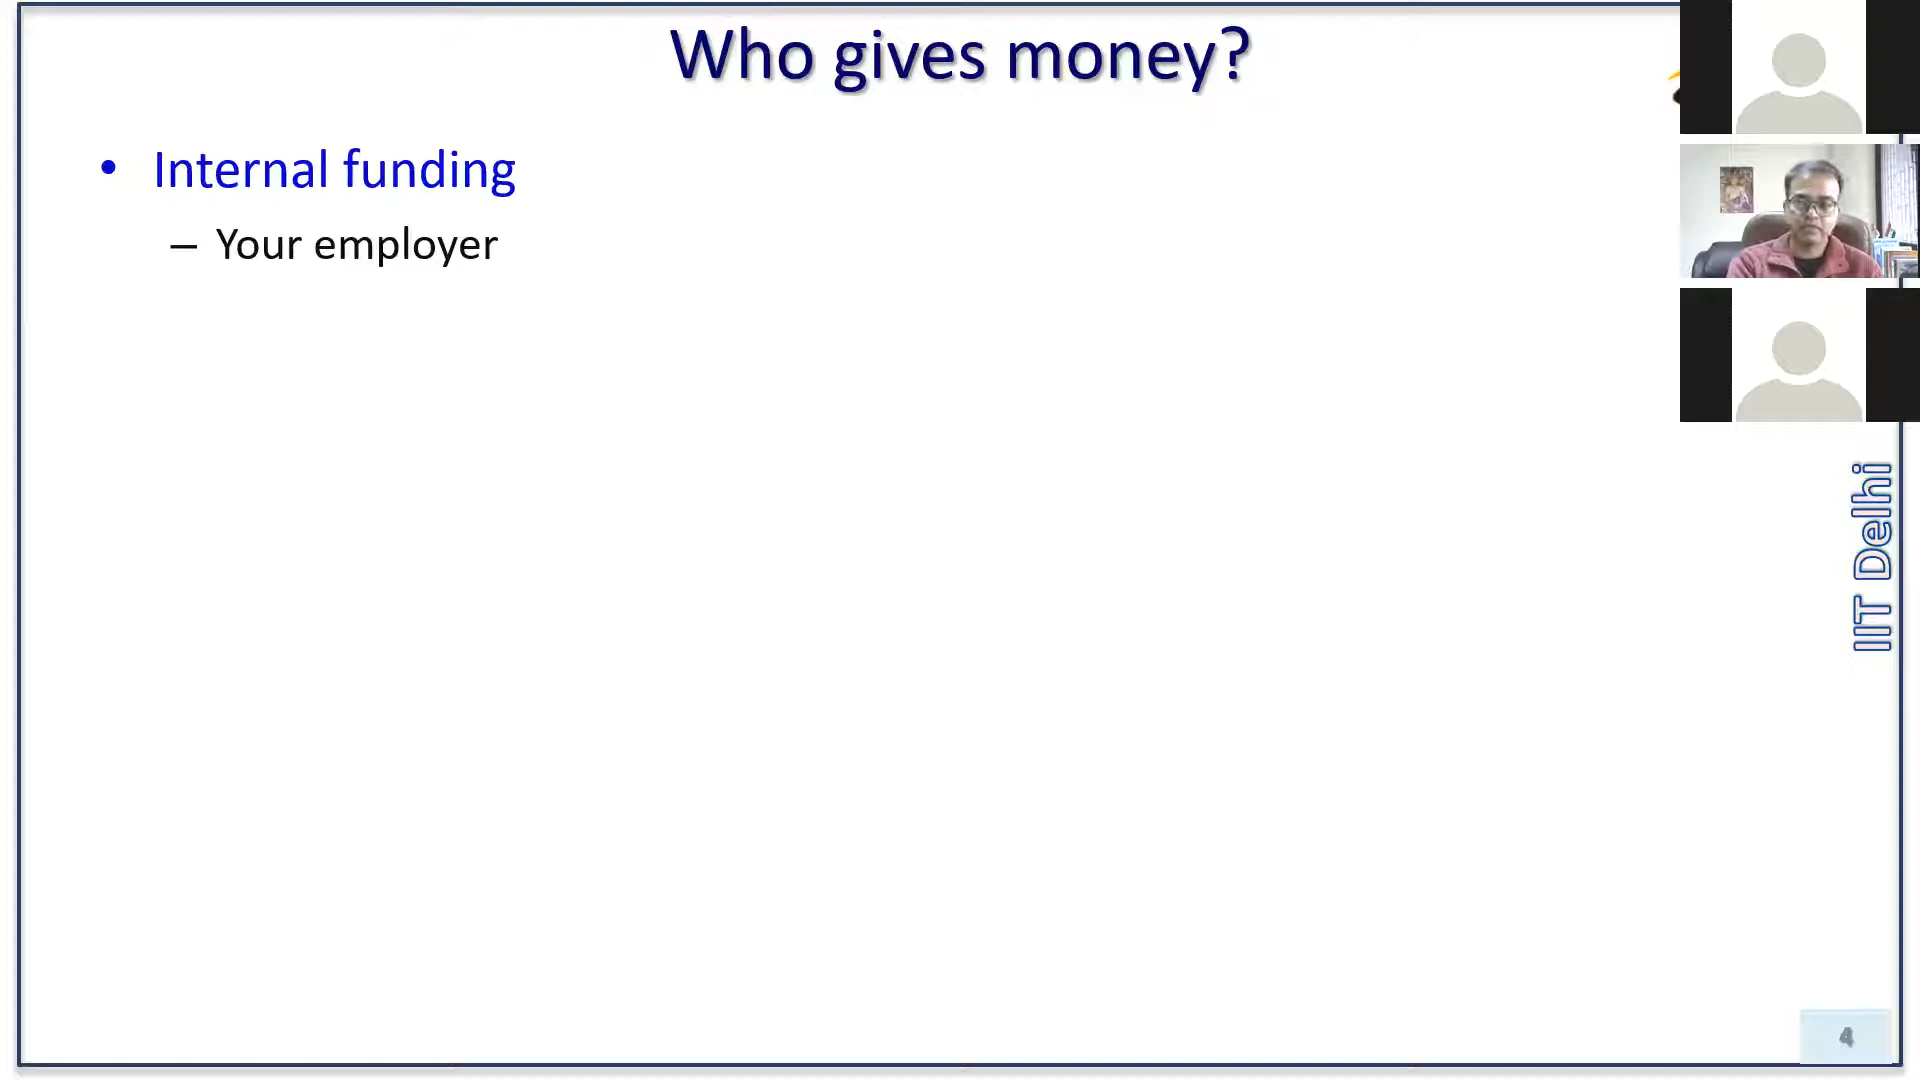 Who gives money?
• Internal funding
– Your employer
IIT Delhi
4